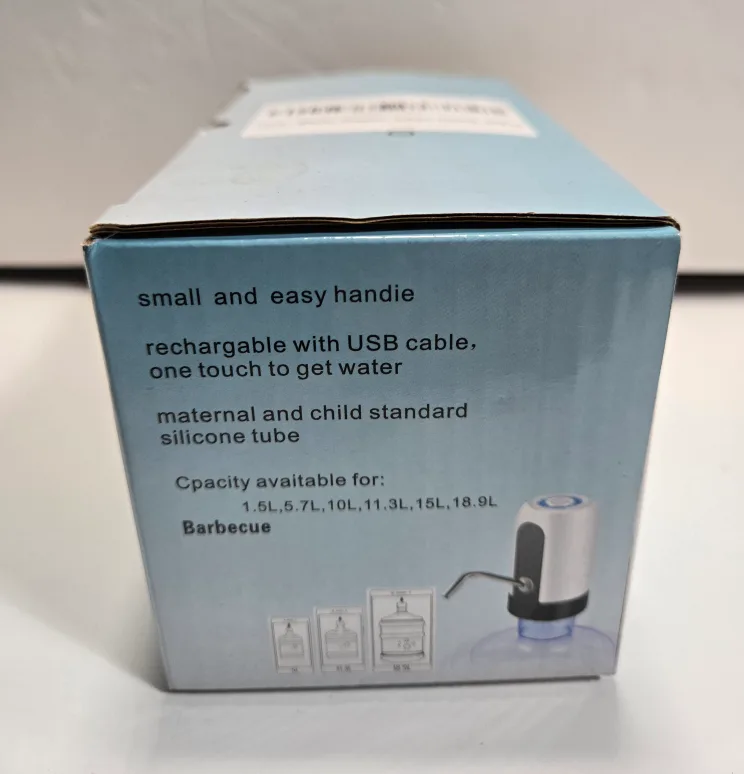 small and easy handie
rechargable with USB cable,
one touch to get water
maternal and child standard
silicone tube
Cpacity avaitable for:
1.5L,5.7L,10L,11.3L,15L,18.9L
Barbecue